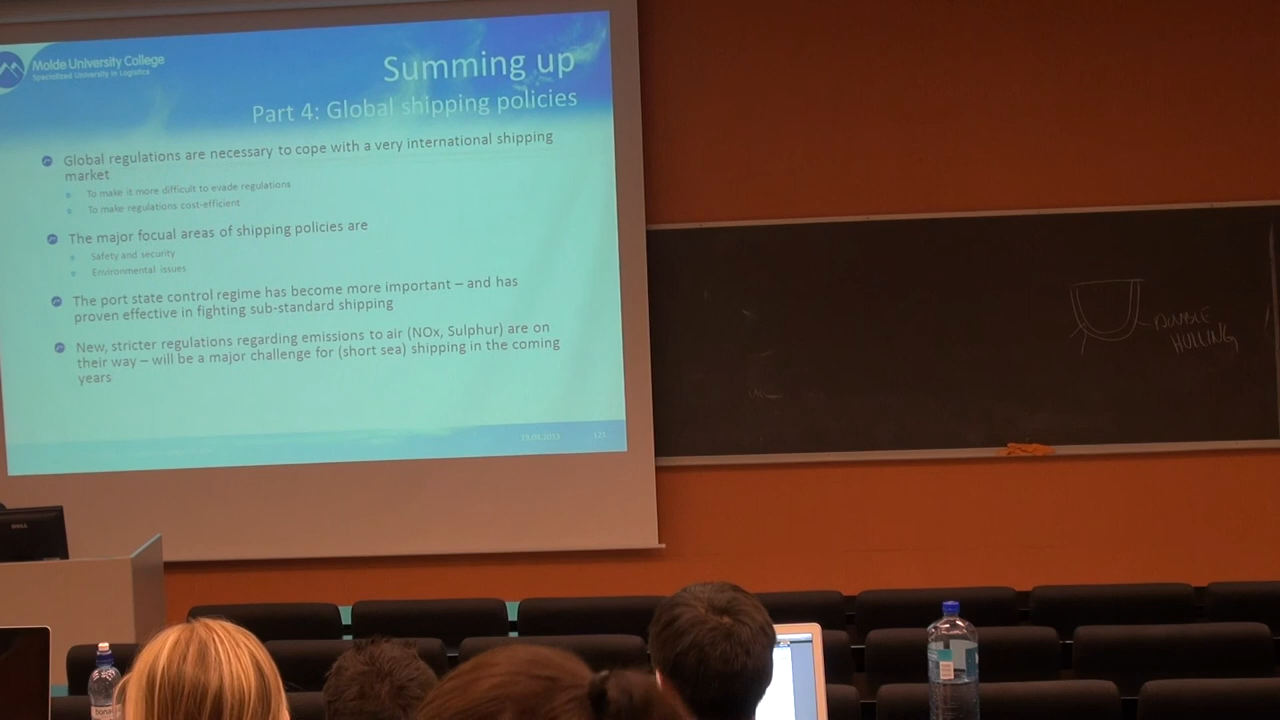 Molde University College
Specialized University in Logistics
Summing up
Part 4: Global shipping policies
Global regulations are necessary to cope with a very international shipping
market
To make it more difficult to evade regulations
To make regulations cost-efficient
The major focual areas of shipping policies are
Safety and security
Environmental issues
The port state control regime has become more important – and has
proven effective in fighting sub-standard shipping
New, stricter regulations regarding emissions to air (NOx, Sulphur) are on
their way – will be a major challenge for (short sea) shipping in the coming
years
171
DOUBLE
HULLING
DELL